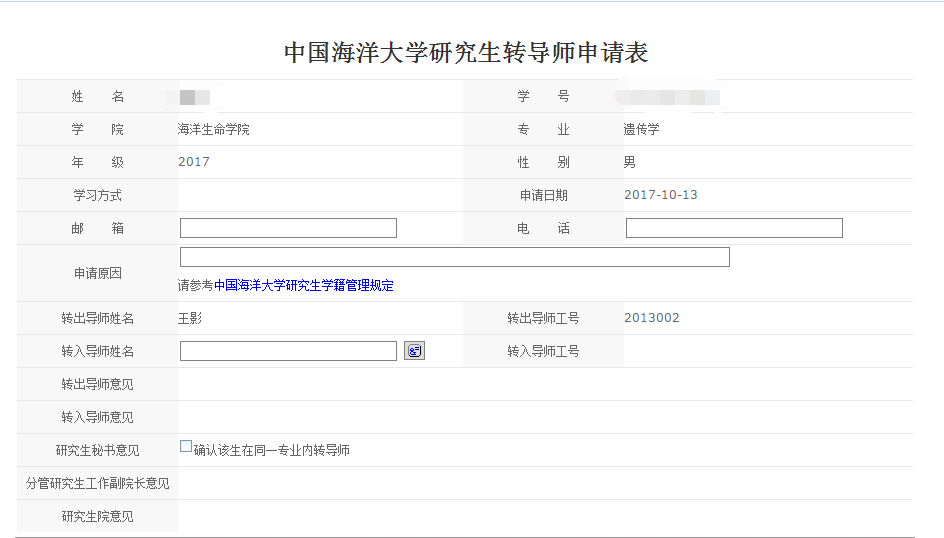 中国海洋大学研究生转导师申请表
姓 名 学 号
学 院 海洋生命学院 专 业 遗传学
年 级 2017 性 别 男
学习方式 申请日期 2017-10-13
邮 箱 电 话
申请原因
请参考中国海洋大学研究生学籍管理规定
转出导师姓名 王影 转出导师工号 2013002
转入导师姓名 转入导师工号
转出导师意见
转入导师意见
研究生秘书意见 确认该生在同一专业内转导师
分管研究生工作副院长意见
研究生院意见